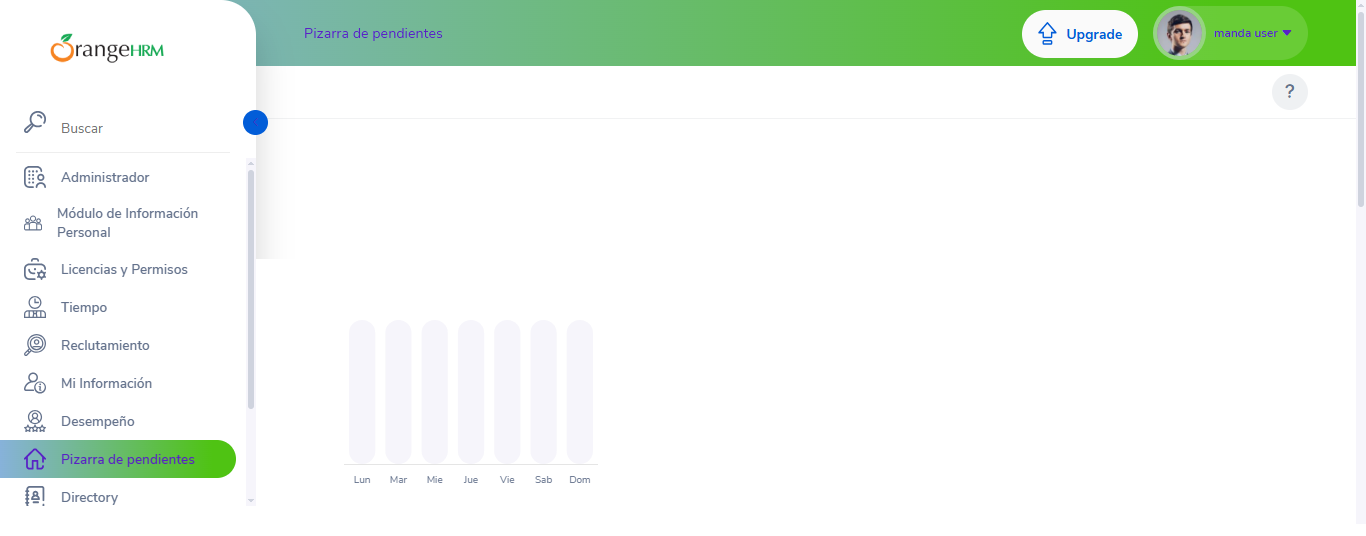 OrangeHRM
Pizarra de pendientes
Upgrade
manda user
?
Buscar
Administrador
Módulo de Información
Personal
Licencias y Permisos
Tiempo
Reclutamiento
Mi Información
Desempeño
Pizarra de pendientes
Directory
Lun Mar Mie Jue Vie Sab Dom